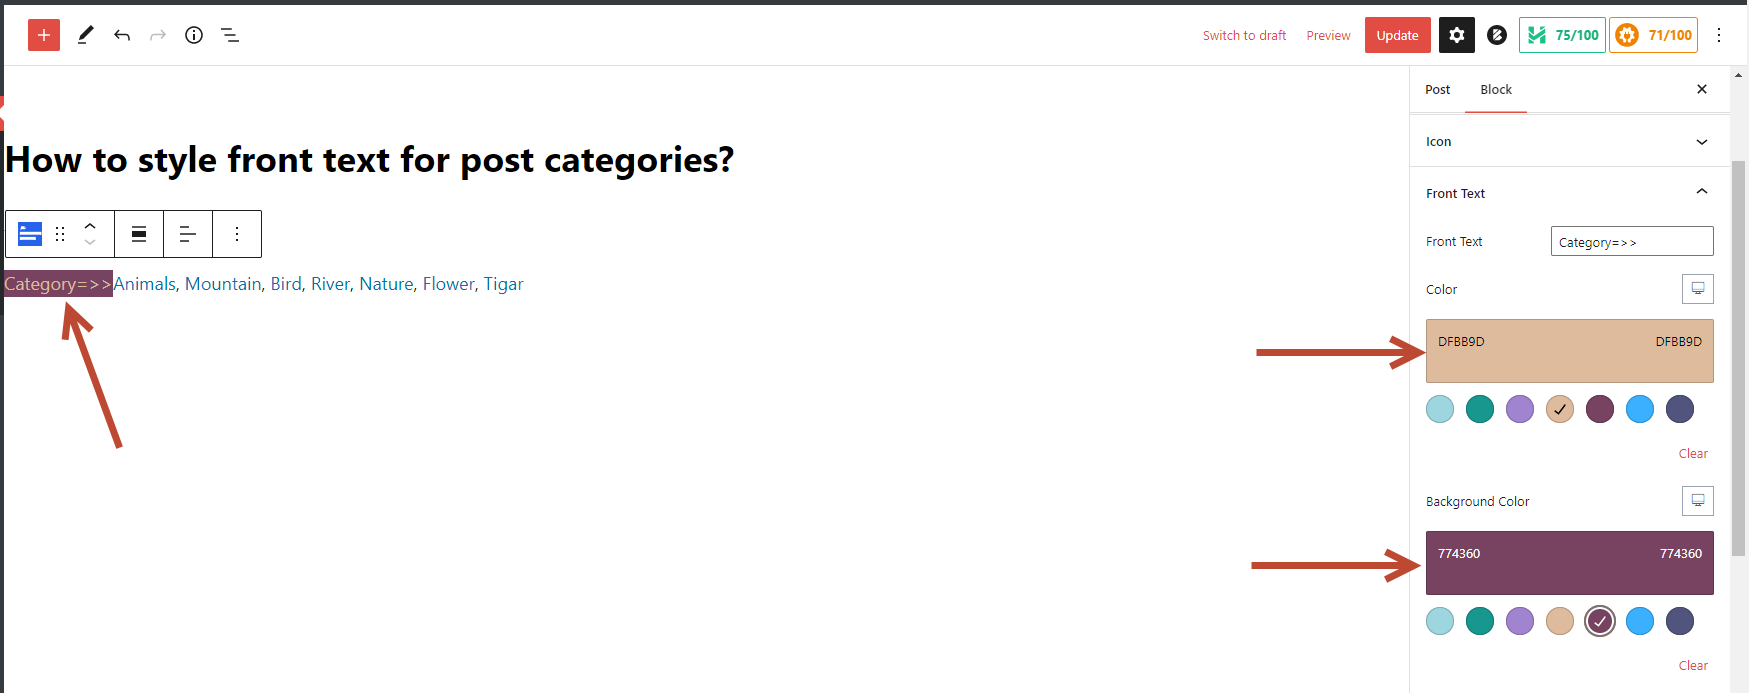 Switch to draft Preview Update 75/100 71/100
Post Block
Icon
How to style front text for post categories?
Front Text
Front Text Category=>>
Category=>>Animals, Mountain, Bird, River, Nature, Flower, Tigar
Color
DFBB9D DFBB9D
Clear
Background Color
774360 774360
Clear